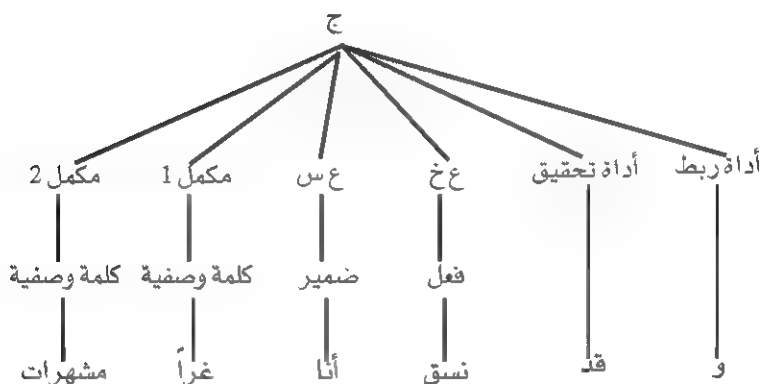 ج
أداة ربط أداة تحقيق ع خ ع س مكمل 1 مكمل 2
فعل ضمير كلمة وصفية كلمة وصفية
و قد نسق أنا غراً مشهرات